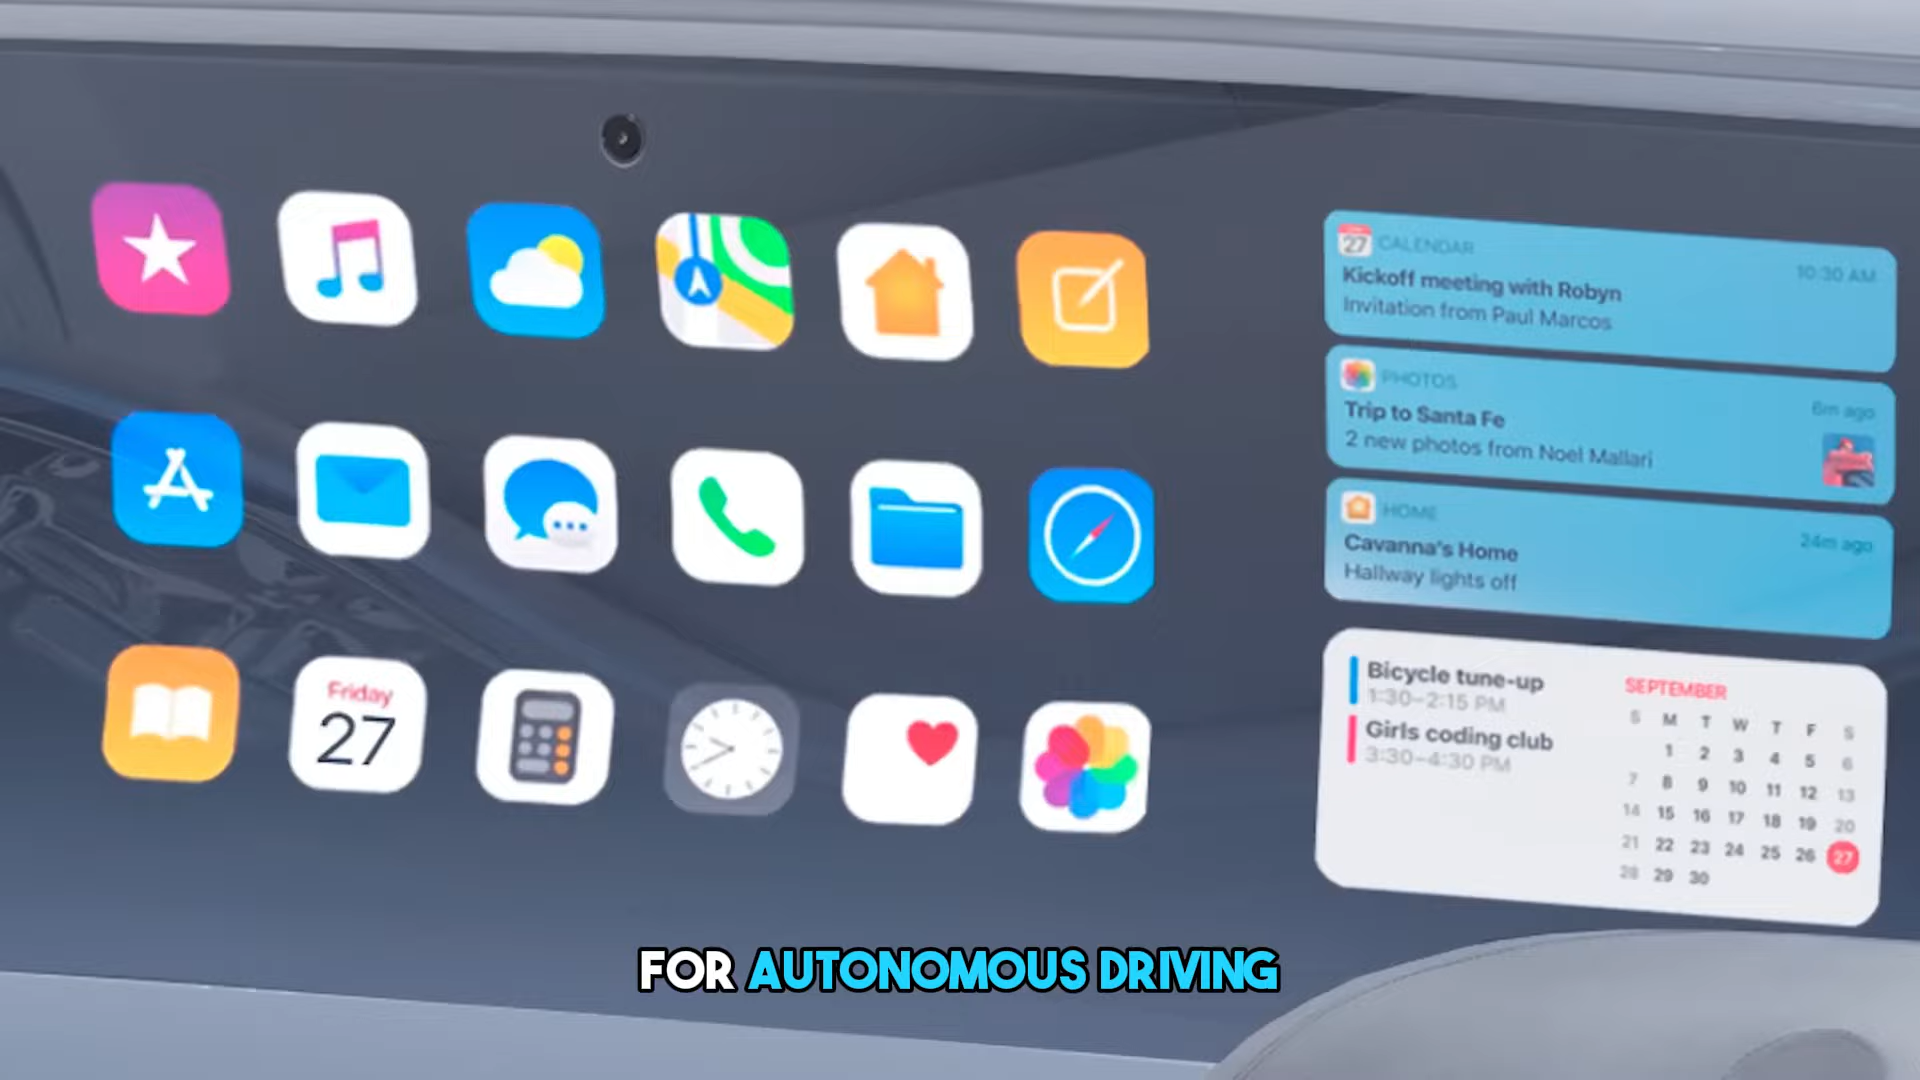 CALENDAR
10:30 AM
Kickoff meeting with Robyn
Invitation from Paul Marcos
PHOTOS
6m ago
Trip to Santa Fe
2 new photos from Noel Mallari
HOME
24m ago
Cavanna's Home
Hallway lights off
Friday
27
27
Bicycle tune-up
1:30–2:15 PM
Girls coding club
3:30–4:30 PM
SEPTEMBER
S M T W T F S
1 2 3 4 5 6
7 8 9 10 11 12 13
14 15 16 17 18 19 20
21 22 23 24 25 26 27
28 29 30
FOR AUTONOMOUS DRIVING